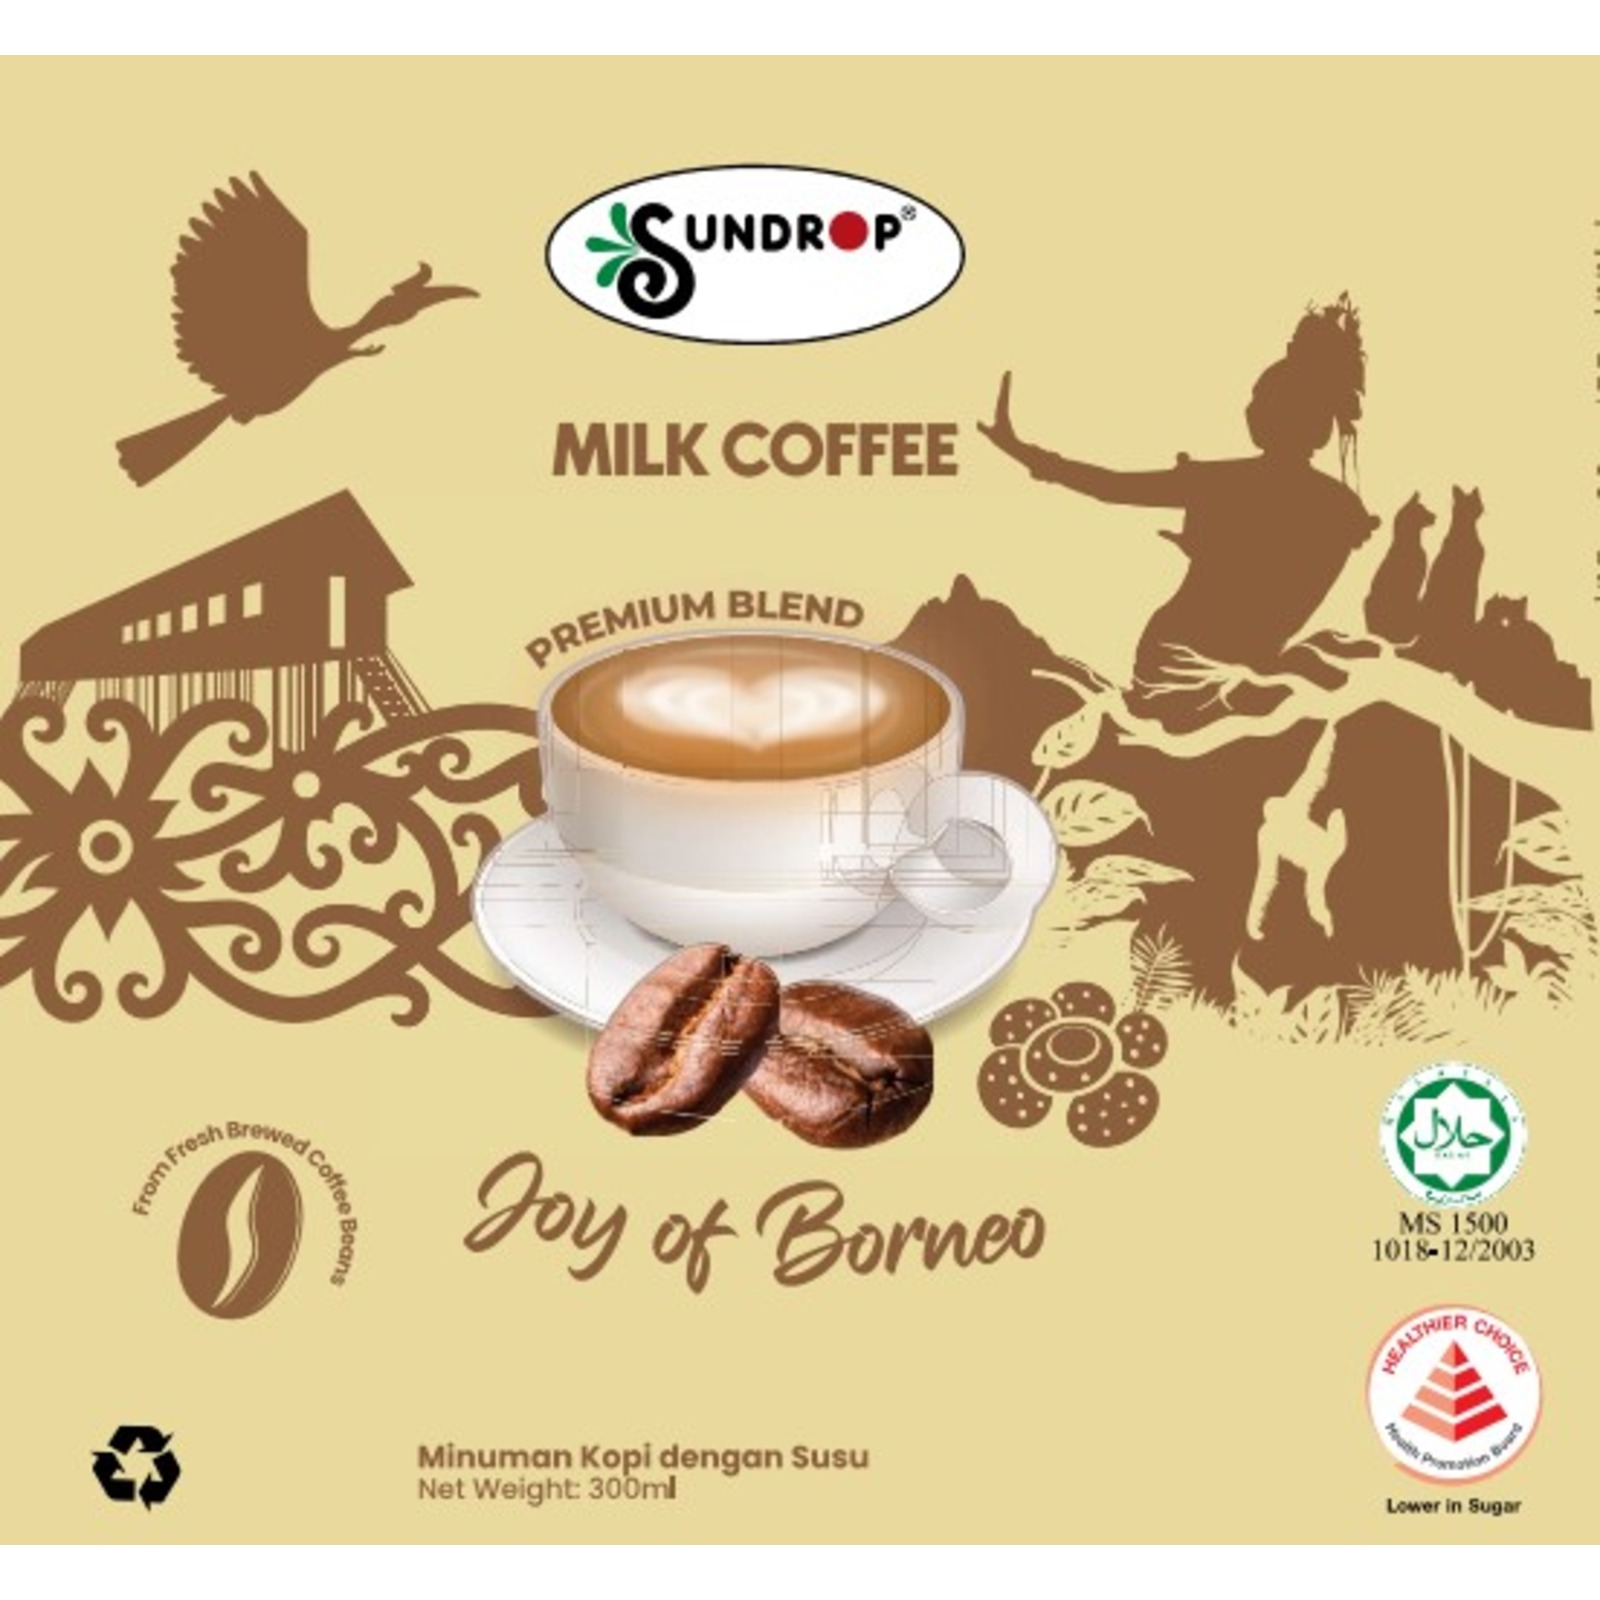 SUNDROP®
MILK COFFEE
PREMIUM BLEND
From Fresh Brewed Coffee Beans
Joy of Borneo
حلال
MS 1500
1018-12/2003
HEALTHIER CHOICE
Health Promotion Board
Lower in Sugar
Minuman Kopi dengan Susu
Net Weight: 300ml